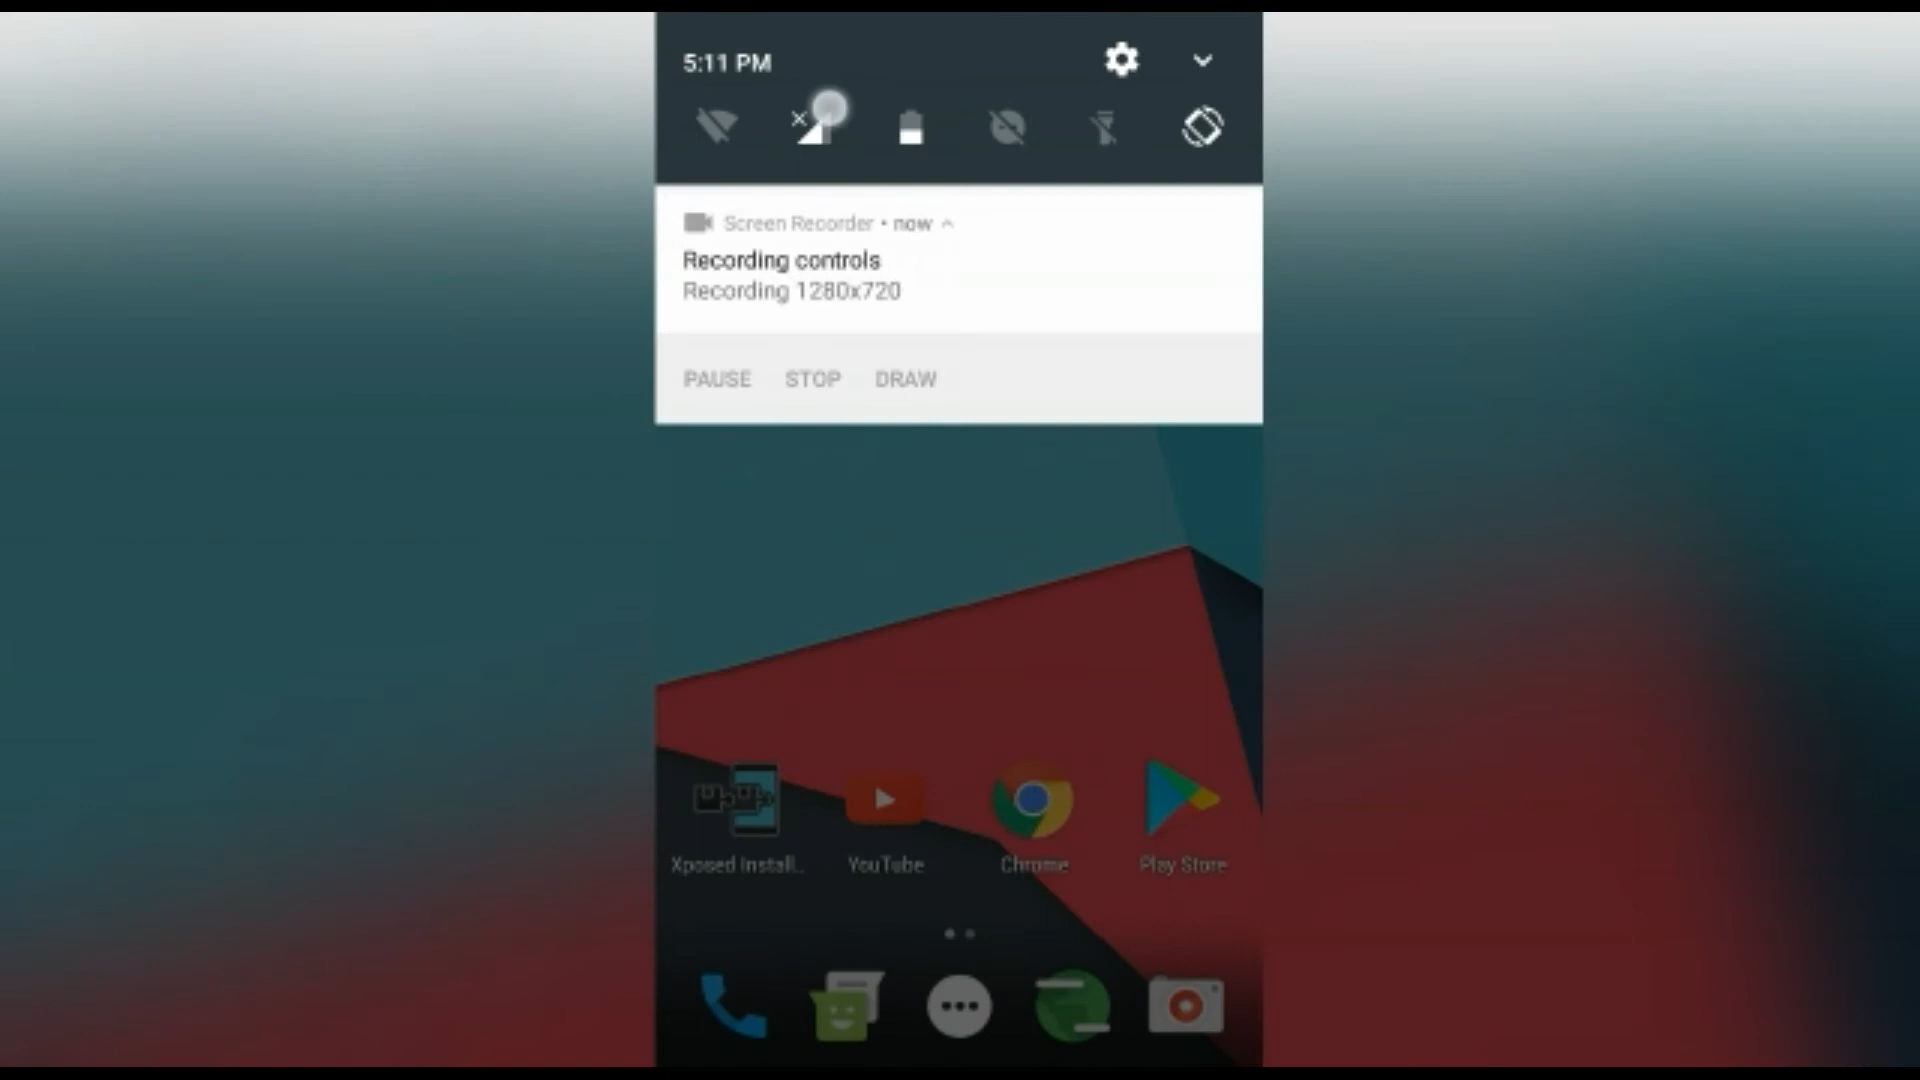 5:11 PM
Screen Recorder • now
Recording controls
Recording 1280x720
PAUSE STOP DRAW
Xposed Install.. YouTube Chrome Play Store